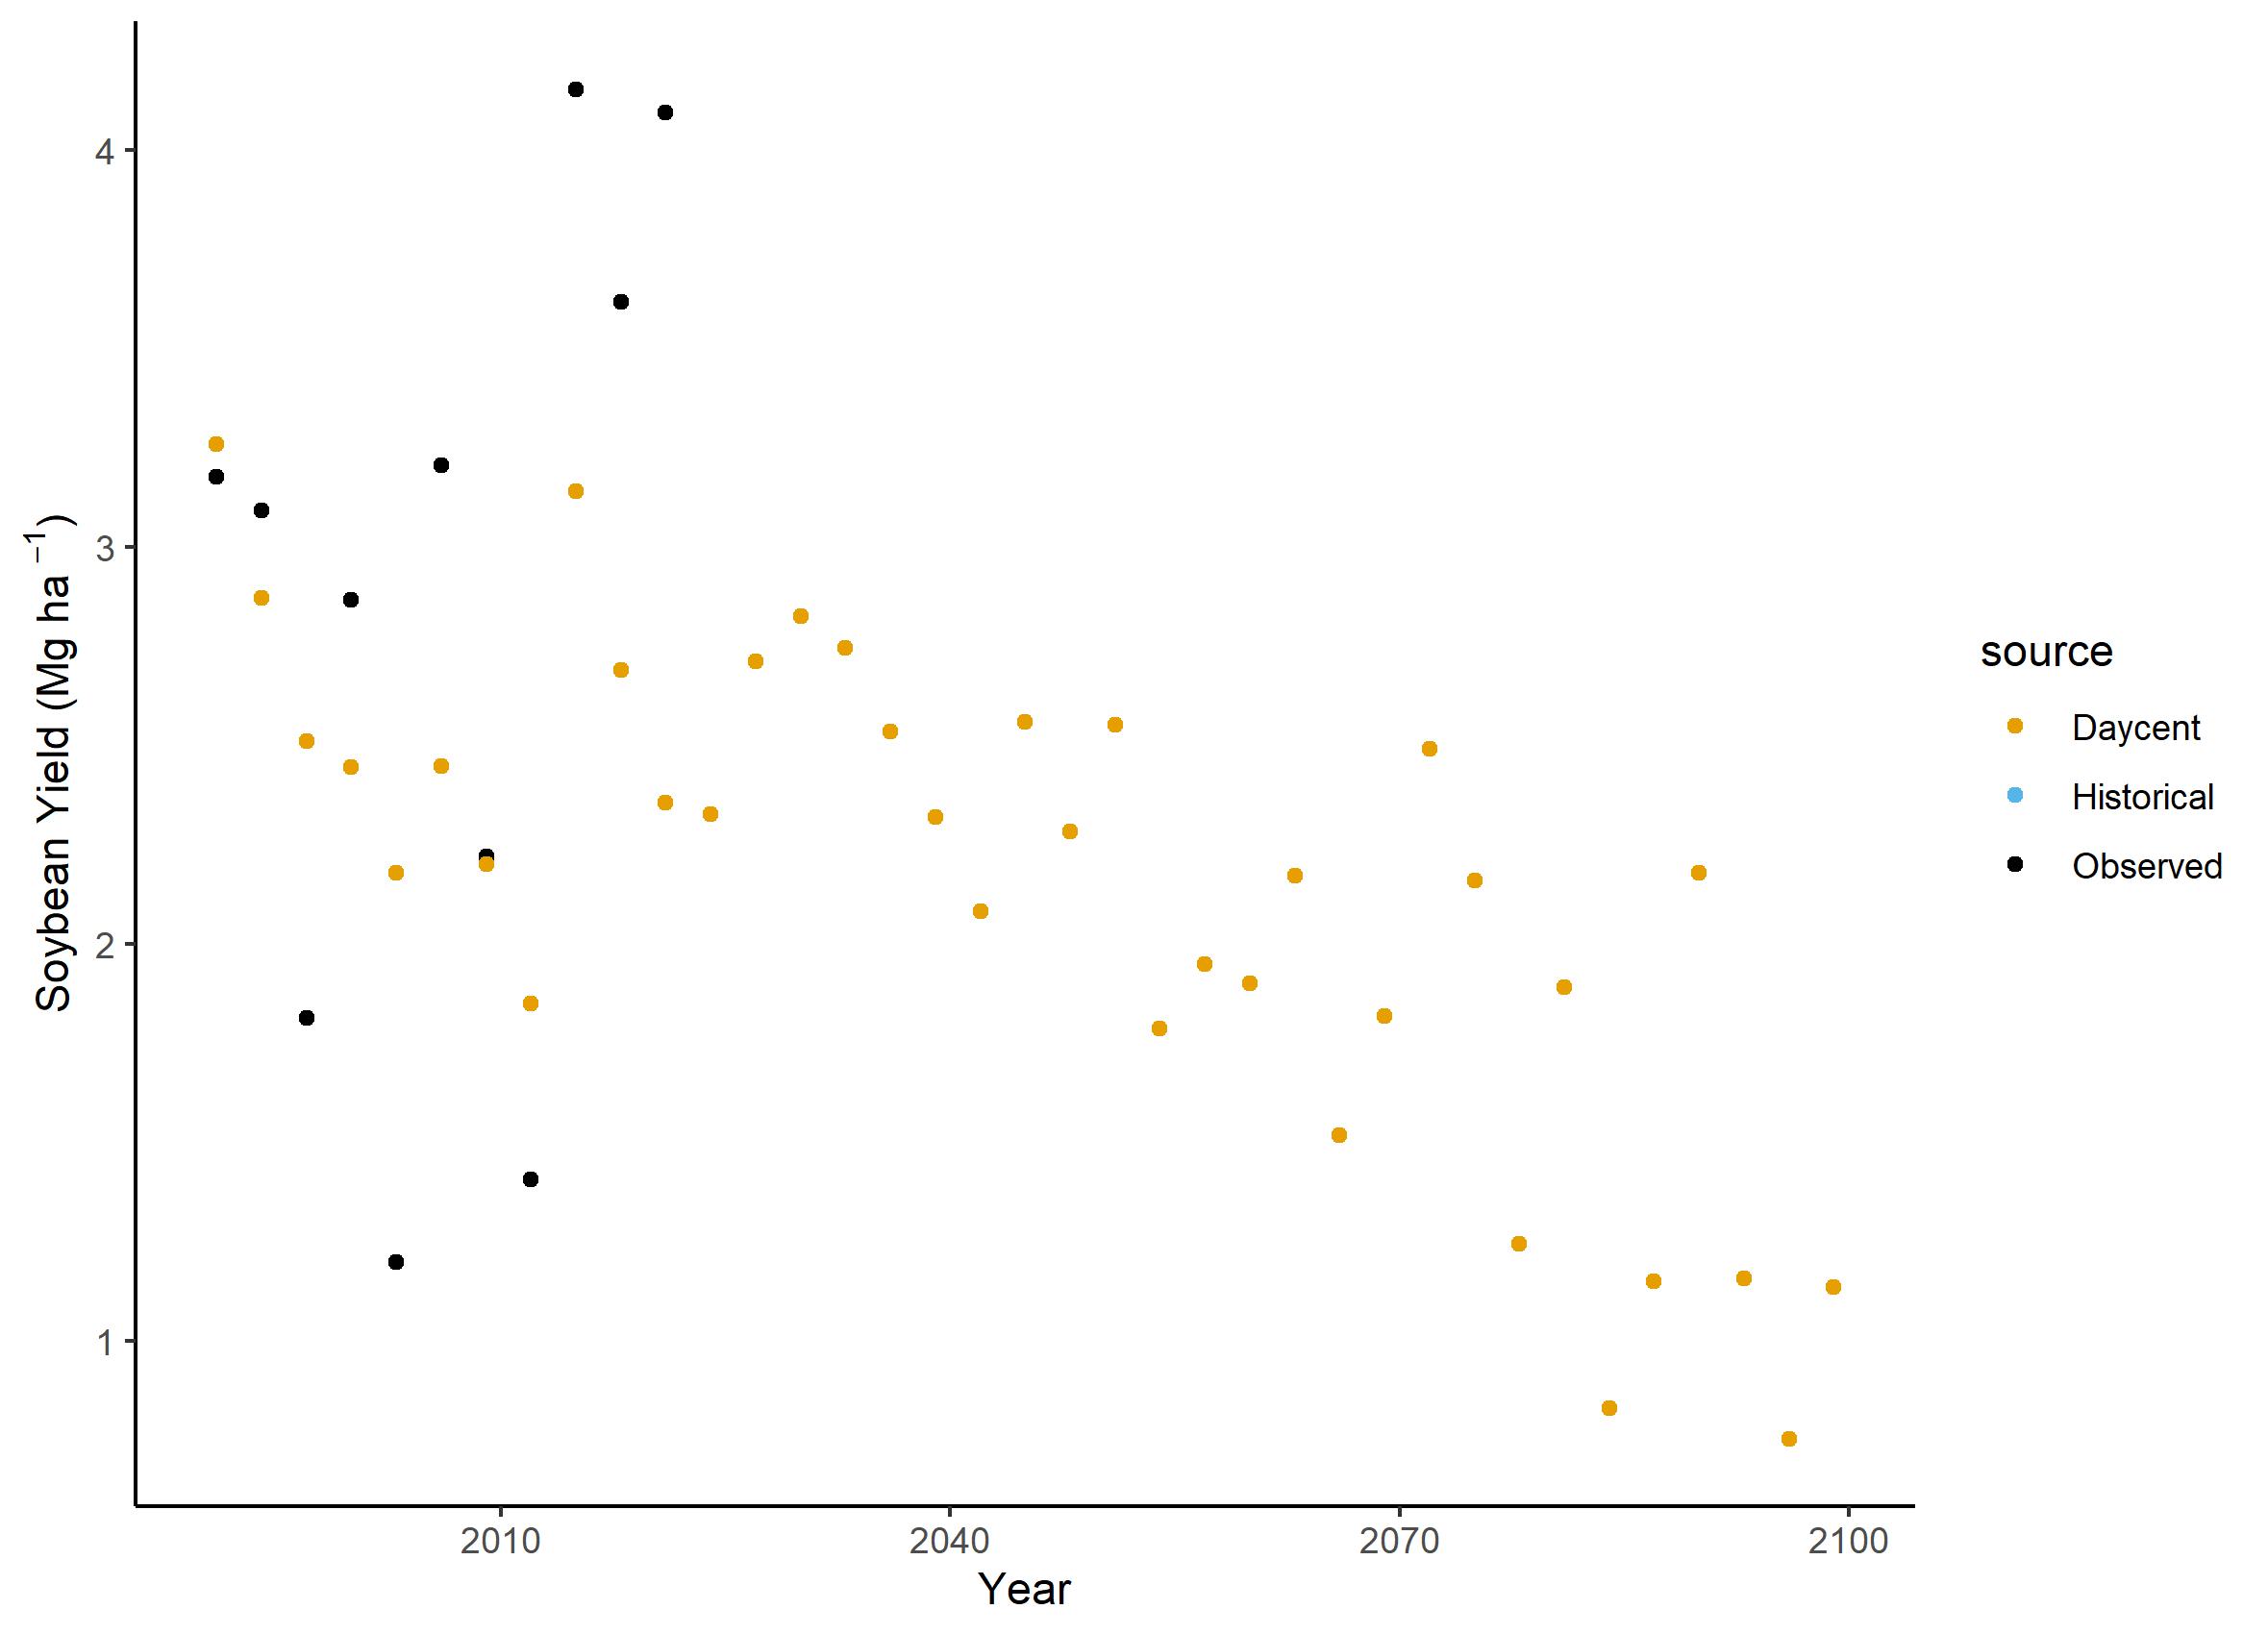 Soybean Yield (Mg ha ⁻¹)
4
3
2
1
2010 2040 2070 2100
Year
source
Daycent
Historical
Observed